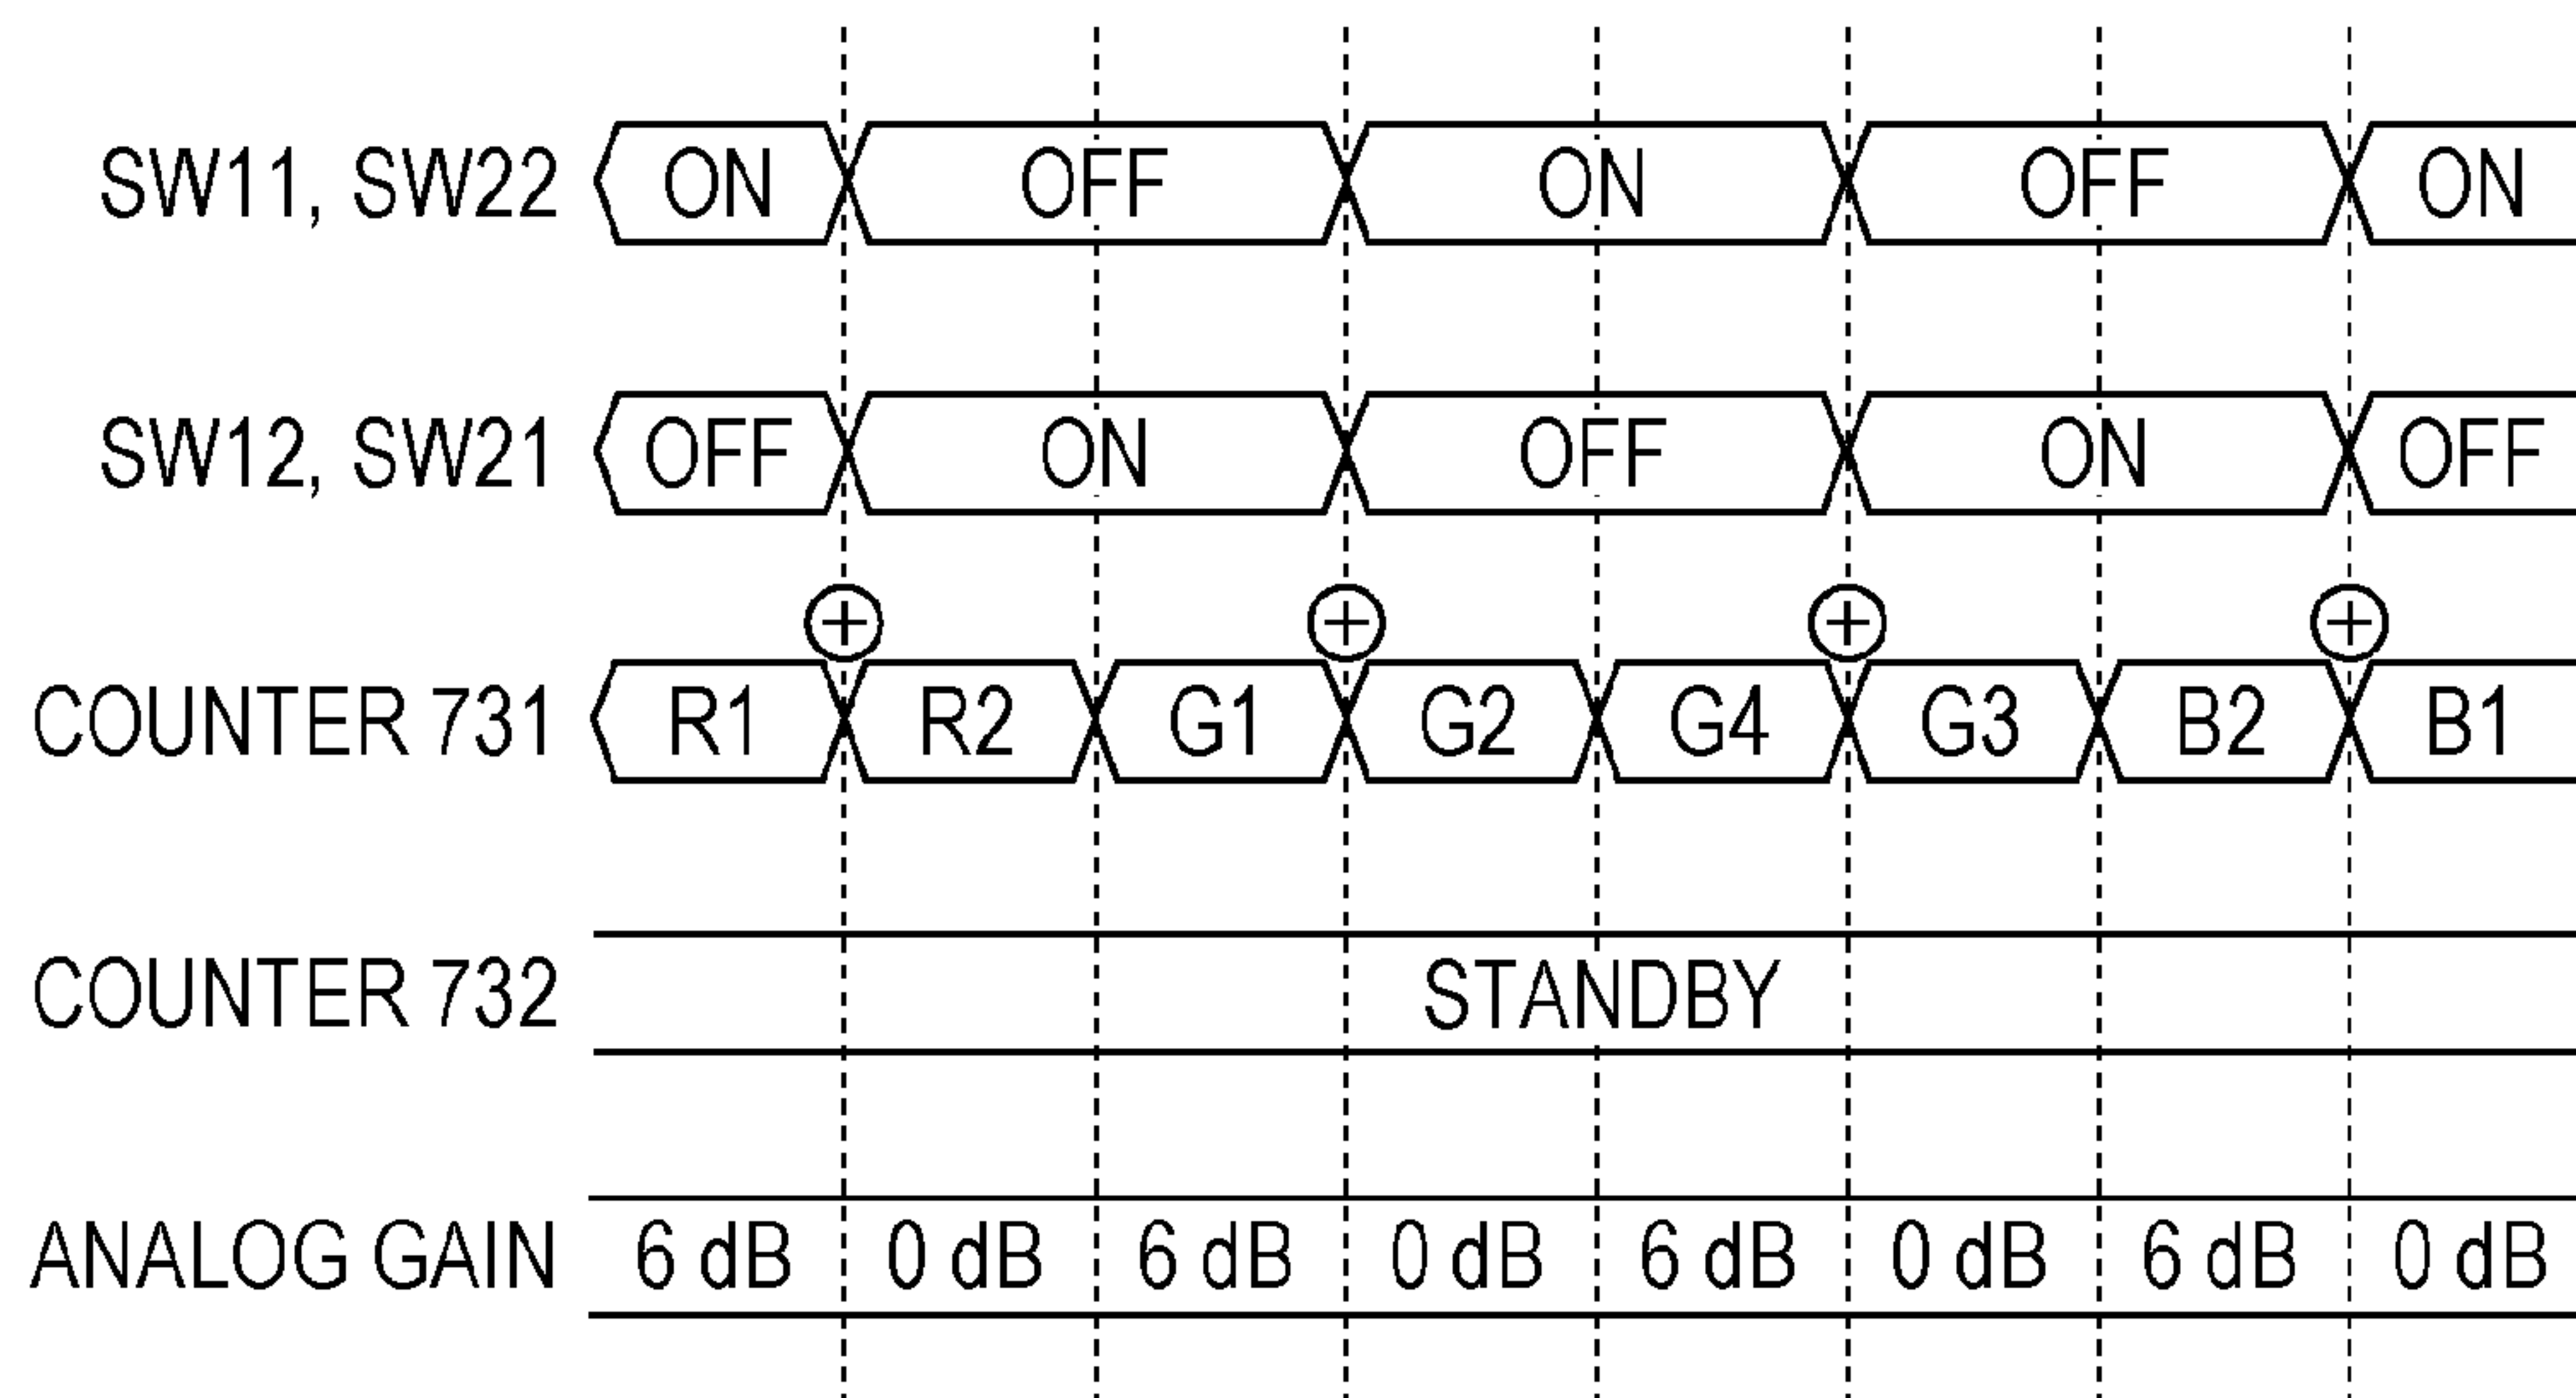 SW11, SW22 ON OFF ON OFF ON
SW12, SW21 OFF ON OFF ON OFF
+ + + +
COUNTER 731 R1 R2 G1 G2 G4 G3 B2 B1
COUNTER 732 STANDBY
ANALOG GAIN 6 dB 0 dB 6 dB 0 dB 6 dB 0 dB 6 dB 0 dB